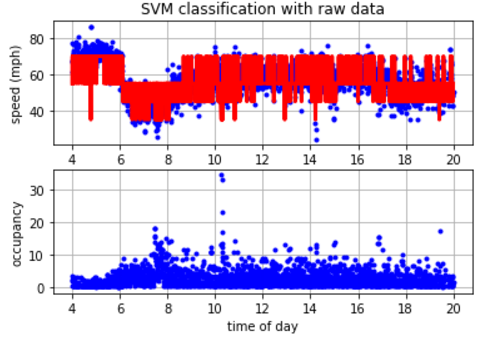 SVM classification with raw data
speed (mph)
80
60
40
4 6 8 10 12 14 16 18 20
occupancy
30
20
10
0
4 6 8 10 12 14 16 18 20
time of day